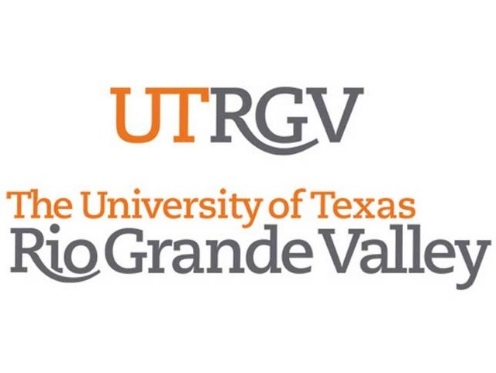 UTRGV
The University of Texas
Rio Grande Valley